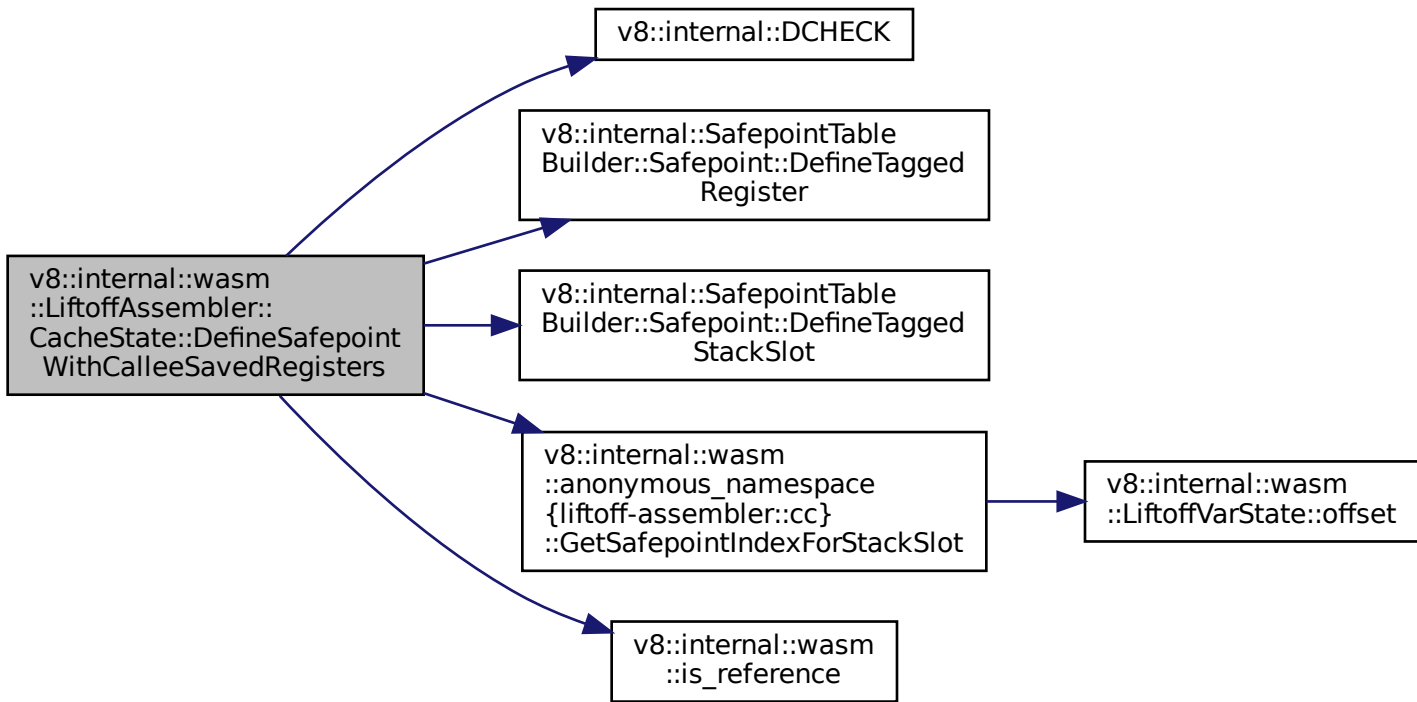 v8::internal::DCHECK
v8::internal::SafepointTable
Builder::Safepoint::DefineTagged
Register
v8::internal::wasm
::LiftoffAssembler::
CacheState::DefineSafepoint
WithCalleeSavedRegisters
v8::internal::SafepointTable
Builder::Safepoint::DefineTagged
StackSlot
v8::internal::wasm
::anonymous_namespace
{liftoff-assembler::cc}
::GetSafepointIndexForStackSlot
v8::internal::wasm
::LiftoffVarState::offset
v8::internal::wasm
::is_reference